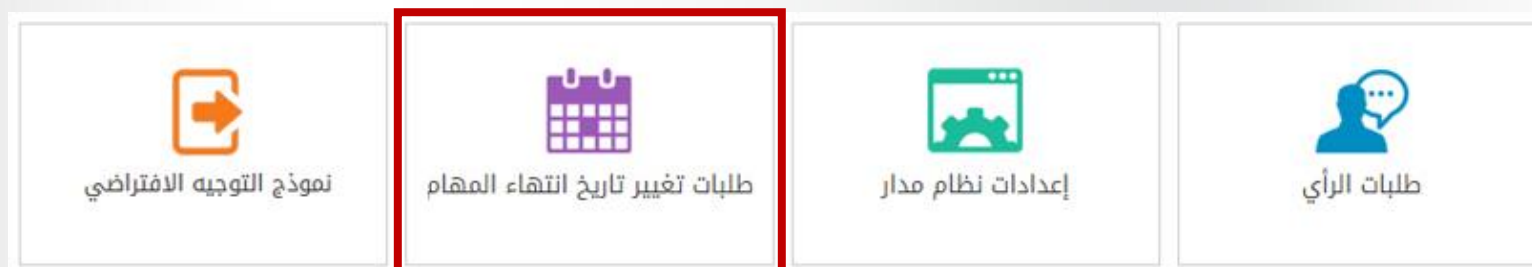 طلبات الرأي
إعدادات نظام مدار
طلبات تغيير تاريخ انتهاء المهام
نموذج التوجيه الافتراضي